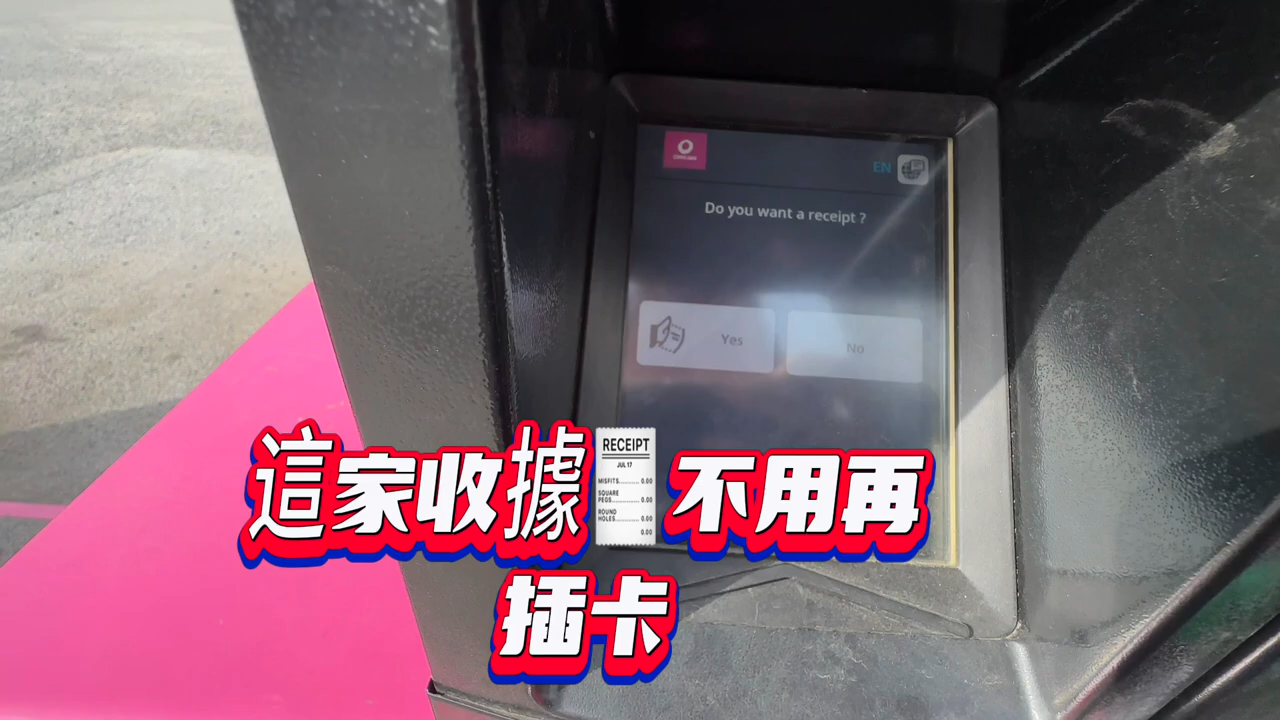 EN
Do you want a receipt ?
Yes
No
這家收據
RECEIPT
JUL 17
MISFITS............ 0.00
SQUARE
PEGS............... 0.00
ROUND
HOLES............ 0.00
0.00
不用再
插卡